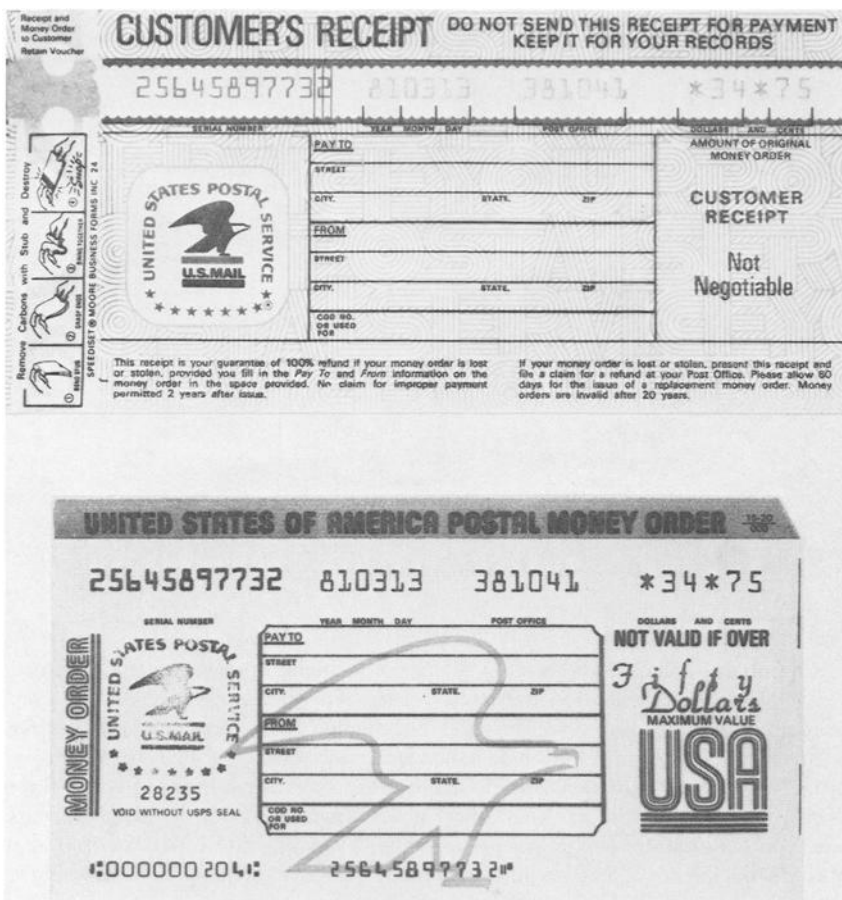 Receipt and
Money Order
to Customer
Retain Voucher
CUSTOMER'S RECEIPT
DO NOT SEND THIS RECEIPT FOR PAYMENT
KEEP IT FOR YOUR RECORDS
25645897732 810313 381041 *34*75
SERIAL NUMBER YEAR MONTH DAY POST OFFICE DOLLARS AND CENTS
Remove Carbons with Stub and Destroy
SPEEDISET ® MOORE BUSINESS FORMS INC 24
UNITED STATES POSTAL SERVICE
U.S.MAIL
PAY TO
STREET
CITY. STATE. ZIP
FROM
STREET
CITY. STATE. ZIP
COD NO.
OR USED
FOR
AMOUNT OF ORIGINAL
MONEY ORDER
CUSTOMER
RECEIPT
Not
Negotiable
This receipt is your guarantee of 100% refund if your money order is lost
or stolen, provided you fill in the Pay To and From information on the
money order in the space provided. No claim for improper payment
permitted 2 years after issue.
If your money order is lost or stolen, present this receipt and
file a claim for a refund at your Post Office. Please allow 60
days for the issue of a replacement money order. Money
orders are invalid after 20 years.
UNITED STATES OF AMERICA POSTAL MONEY ORDER
25645897732 810313 381041 *34*75
SERIAL NUMBER YEAR MONTH DAY POST OFFICE DOLLARS AND CENTS
MONEY ORDER
UNITED STATES POSTAL SERVICE
U.S.MAIL
28235
VOID WITHOUT USPS SEAL
PAY TO
STREET
CITY. STATE. ZIP
FROM
STREET
CITY. STATE. ZIP
COD NO.
OR USED
FOR
NOT VALID IF OVER
Fifty
Dollars
MAXIMUM VALUE
USA
⑆000000204⑆ 25645897732⑈